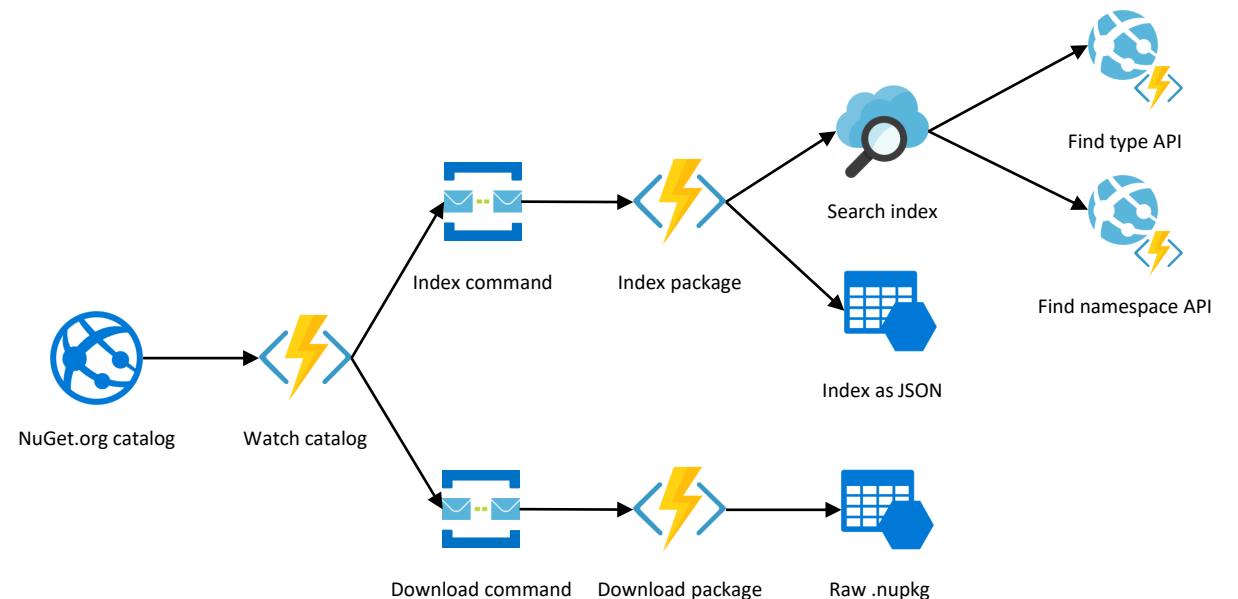 Find type API
Search index
Index command
Index package
Find namespace API
Index as JSON
NuGet.org catalog
Watch catalog
Download command
Download package
Raw .nupkg